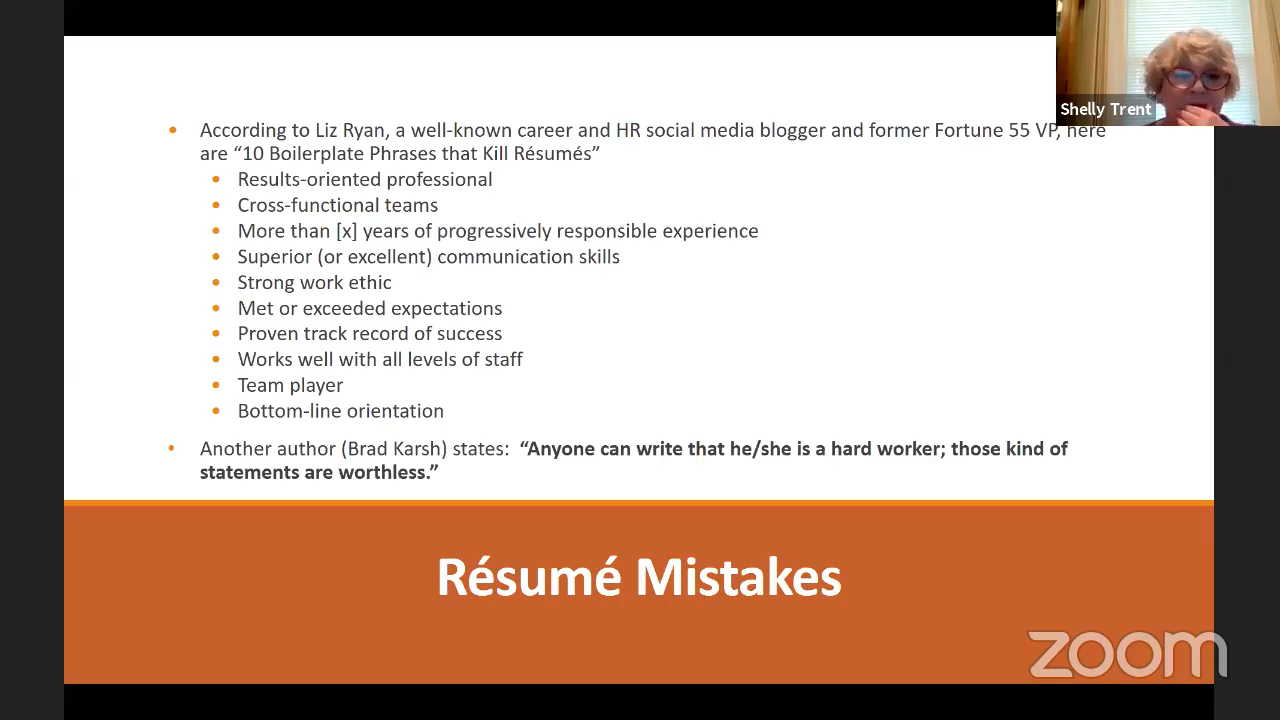 Shelly Trent
• According to Liz Ryan, a well-known career and HR social media blogger and former Fortune 55 VP, here
are “10 Boilerplate Phrases that Kill Résumés”
• Results-oriented professional
• Cross-functional teams
• More than [x] years of progressively responsible experience
• Superior (or excellent) communication skills
• Strong work ethic
• Met or exceeded expectations
• Proven track record of success
• Works well with all levels of staff
• Team player
• Bottom-line orientation
• Another author (Brad Karsh) states: “Anyone can write that he/she is a hard worker; those kind of
statements are worthless.”
Résumé Mistakes
zoom